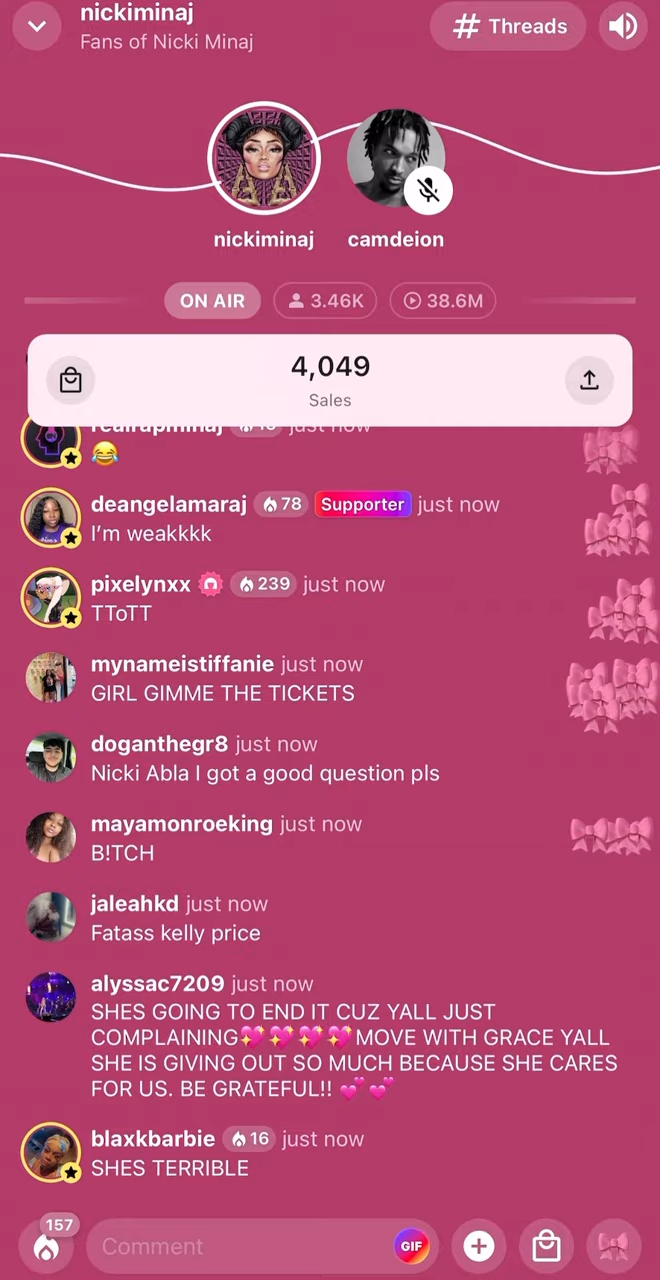 nickiminaj
Fans of Nicki Minaj
# Threads
nickiminaj
camdeion
ON AIR
3.46K
38.6M
4,049
Sales
realrapminaj just now
😂
deangelamaraj 78 Supporter just now
I’m weakkkk
pixelynxx 239 just now
TToTT
mynameistiffanie just now
GIRL GIMME THE TICKETS
doganthegr8 just now
Nicki Abla I got a good question pls
mayamonroeking just now
B!TCH
jaleahkd just now
Fatass kelly price
alyssac7209 just now
SHES GOING TO END IT CUZ YALL JUST
COMPLAINING💖💖💖💖MOVE WITH GRACE YALL
SHE IS GIVING OUT SO MUCH BECAUSE SHE CARES
FOR US. BE GRATEFUL!! 💕💕
blaxkbarbie 16 just now
SHES TERRIBLE
157
Comment
GIF